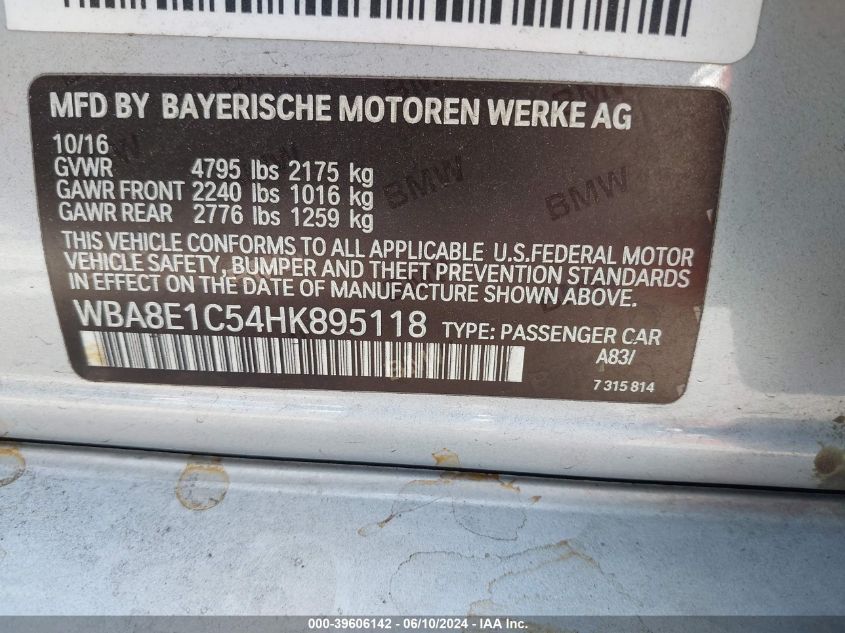 MFD BY BAYERISCHE MOTOREN WERKE AG
10/16
GVWR 4795 lbs 2175 kg
GAWR FRONT 2240 lbs 1016 kg
GAWR REAR 2776 lbs 1259 kg
THIS VEHICLE CONFORMS TO ALL APPLICABLE U.S.FEDERAL MOTOR
VEHICLE SAFETY, BUMPER AND THEFT PREVENTION STANDARDS
IN EFFECT ON THE DATE OF MANUFACTURE SHOWN ABOVE.
WBA8E1C54HK895118 TYPE: PASSENGER CAR
A83/
7 315 814
BMW
BMW
000-39606142 - 06/10/2024 - IAA Inc.